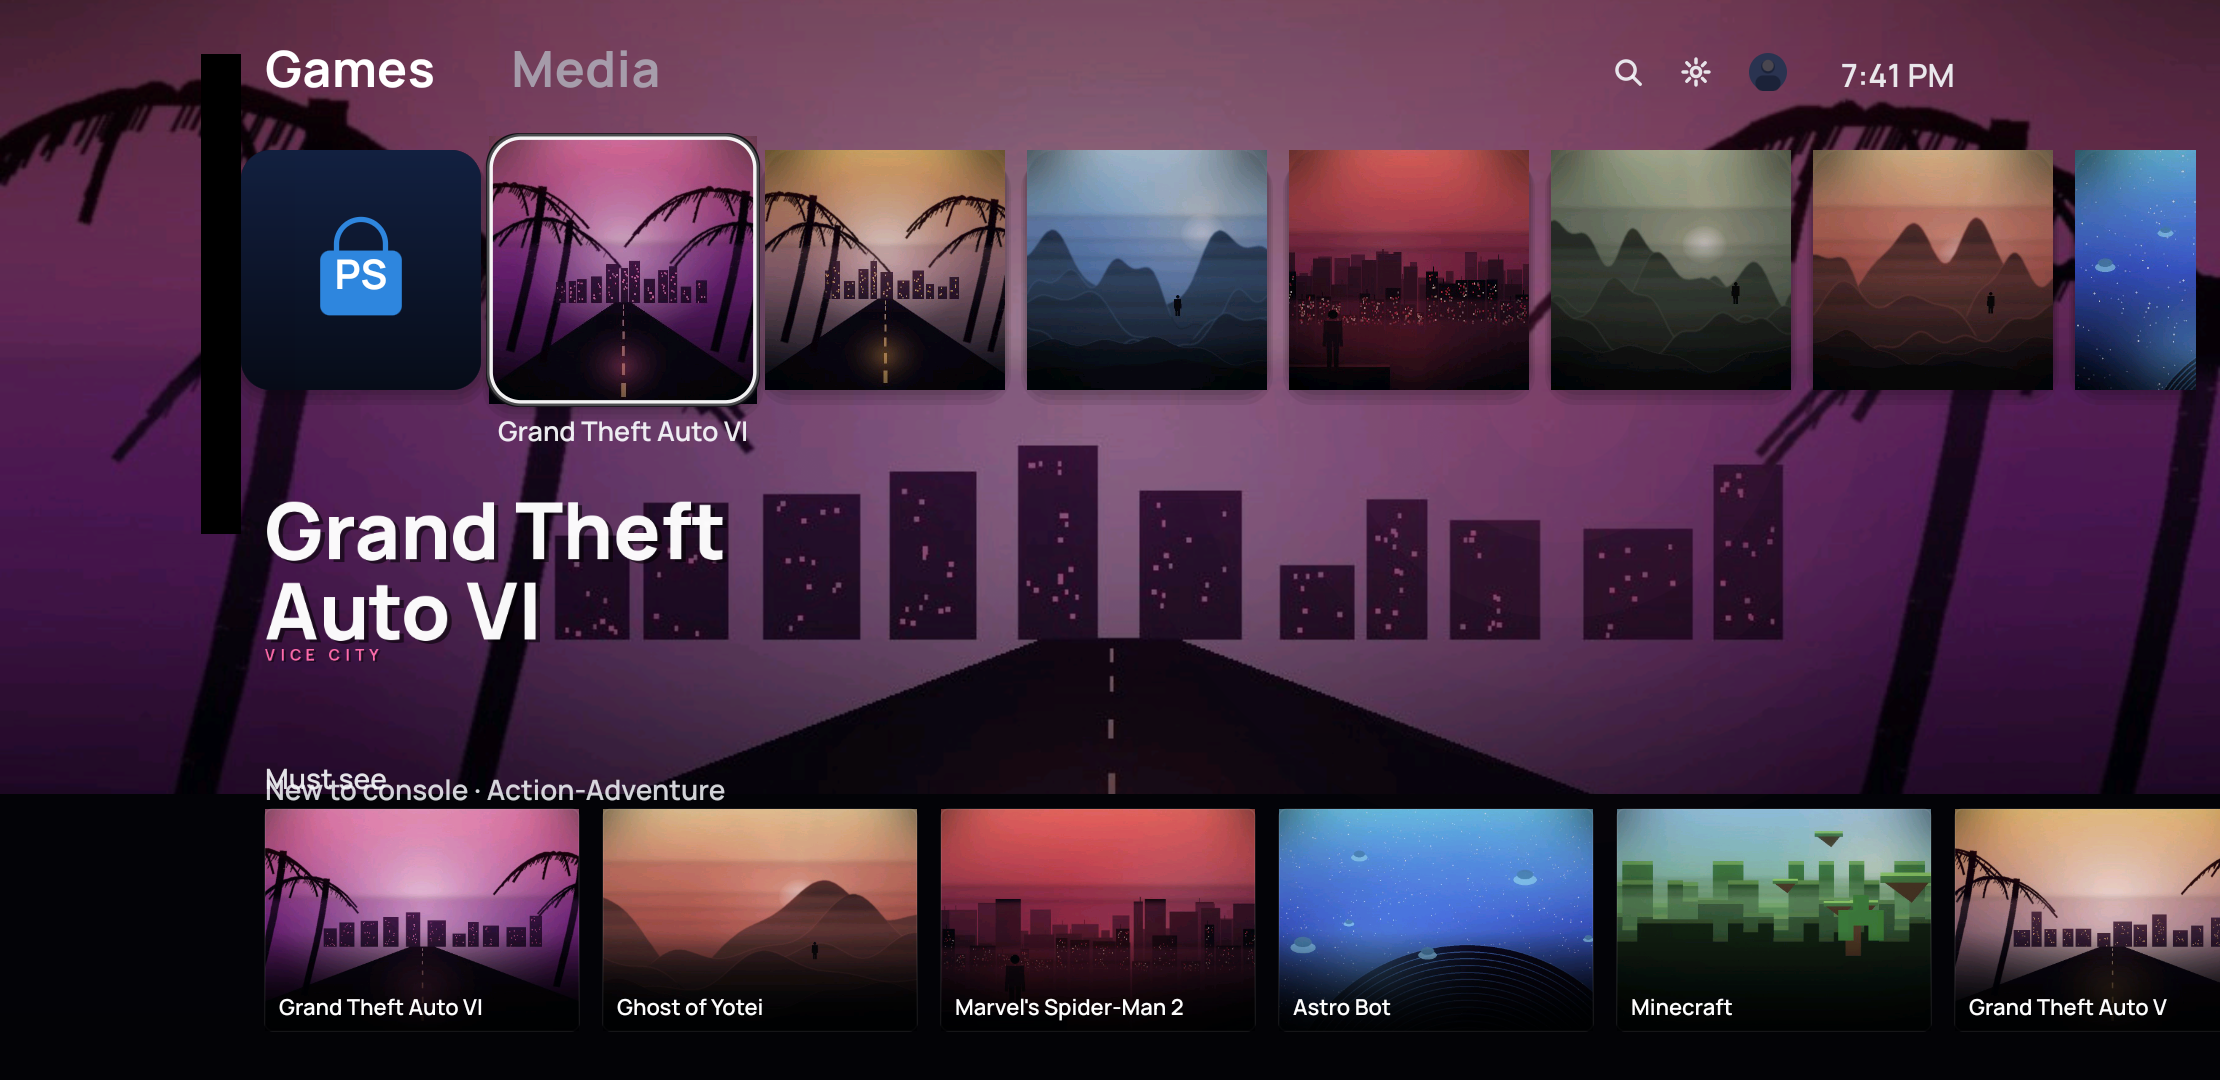 Games
Media
7:41 PM
PS
Grand Theft Auto VI
Grand Theft
Auto VI
VICE CITY
Must see
New to console · Action-Adventure
Grand Theft Auto VI
Ghost of Yotei
Marvel's Spider-Man 2
Astro Bot
Minecraft
Grand Theft Auto V